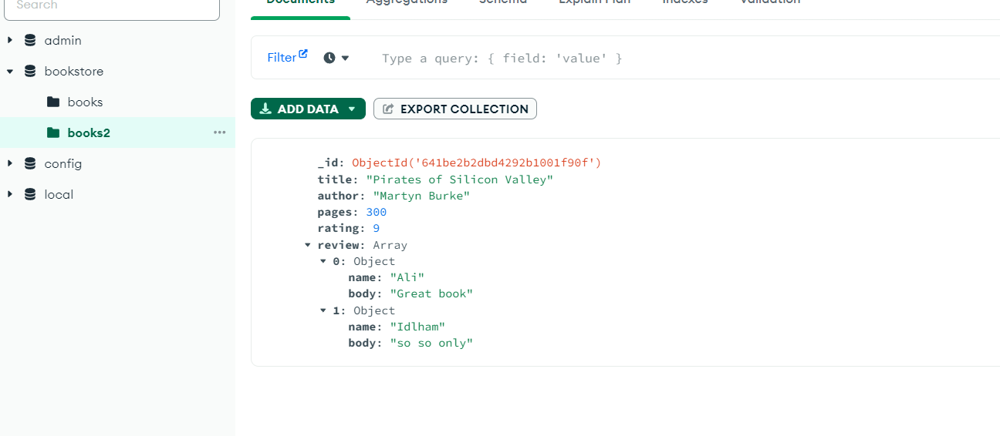 Search
admin
bookstore
books
books2
config
local
Documents Aggregations Schema Explain Plan Indexes Validation
Filter Type a query: { field: 'value' }
ADD DATA EXPORT COLLECTION
_id: ObjectId('641be2b2dbd4292b1001f90f')
title: "Pirates of Silicon Valley"
author: "Martyn Burke"
pages: 300
rating: 9
review: Array
0: Object
name: "Ali"
body: "Great book"
1: Object
name: "Idlham"
body: "so so only"